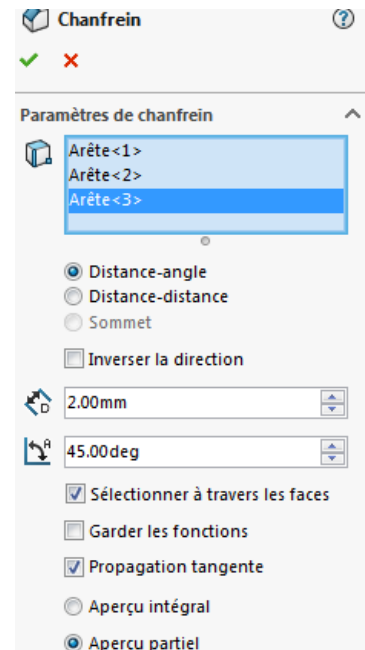 Chanfrein
Paramètres de chanfrein
Arête<1>
Arête<2>
Arête<3>
Distance-angle
Distance-distance
Sommet
Inverser la direction
D
2.00mm
A
45.00deg
Sélectionner à travers les faces
Garder les fonctions
Propagation tangente
Aperçu intégral
Aperçu partiel